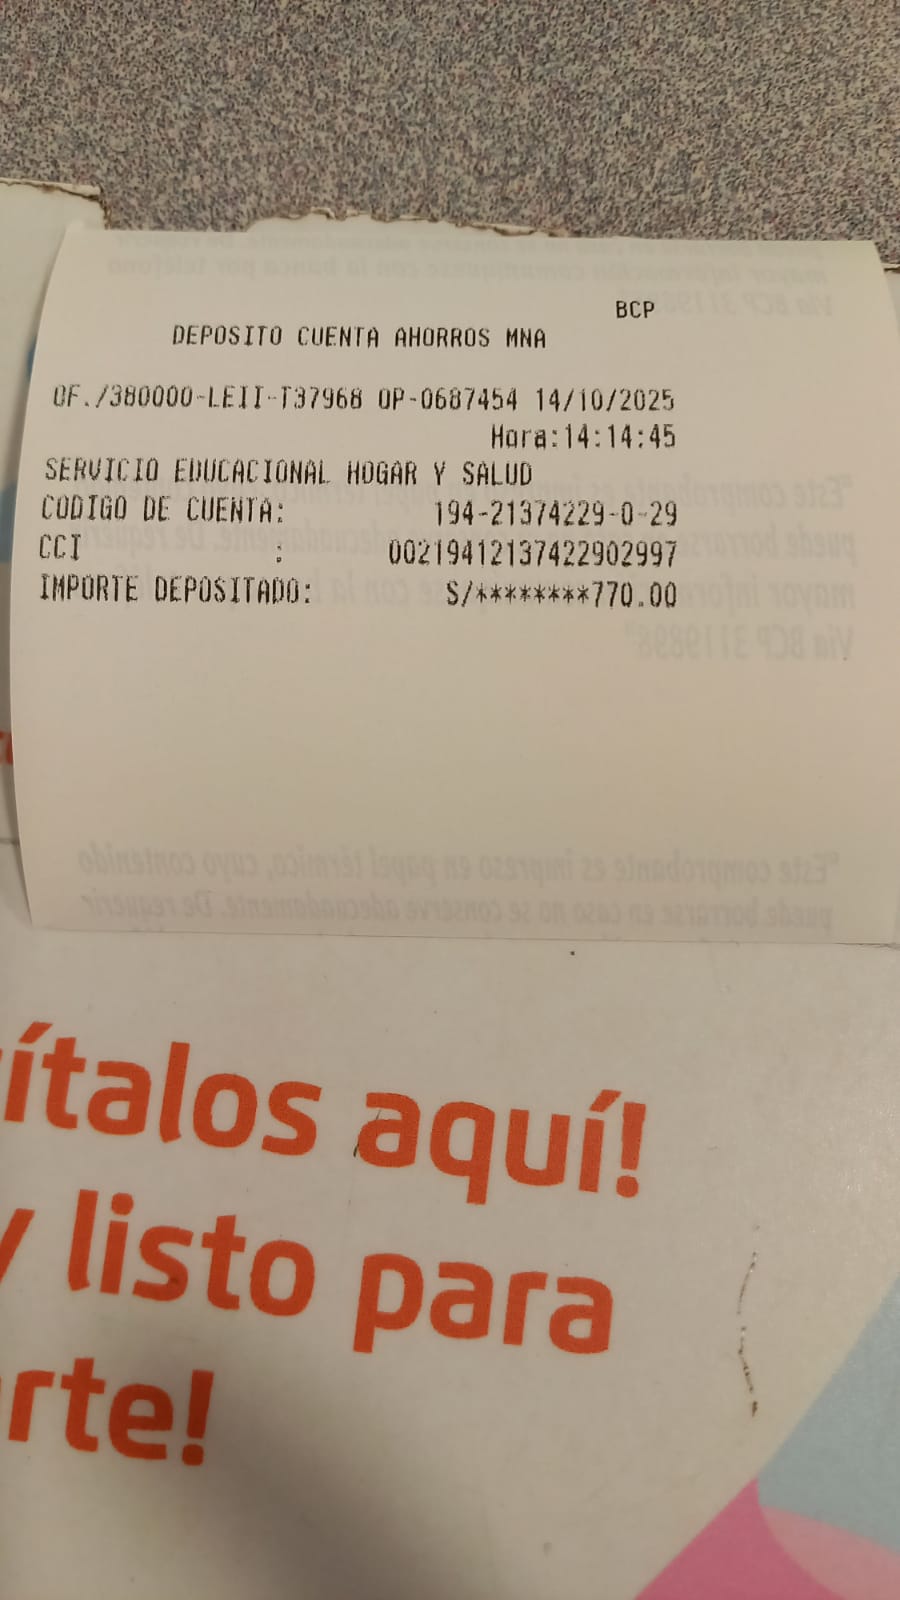 BCP
DEPOSITO CUENTA AHORROS MNA
OF./380000-LEII-T37968 OP-0687454 14/10/2025
Hora:14:14:45
SERVICIO EDUCACIONAL HOGAR Y SALUD
CODIGO DE CUENTA: 194-21374229-0-29
CCI : 00219412137422902997
IMPORTE DEPOSITADO: S/********770.00
"Este comprobante es impreso en papel térmico, cuyo contenido
puede borrarse en caso no se conserve adecuadamente. De requerir
ítalos aquí!
y listo para
rte!